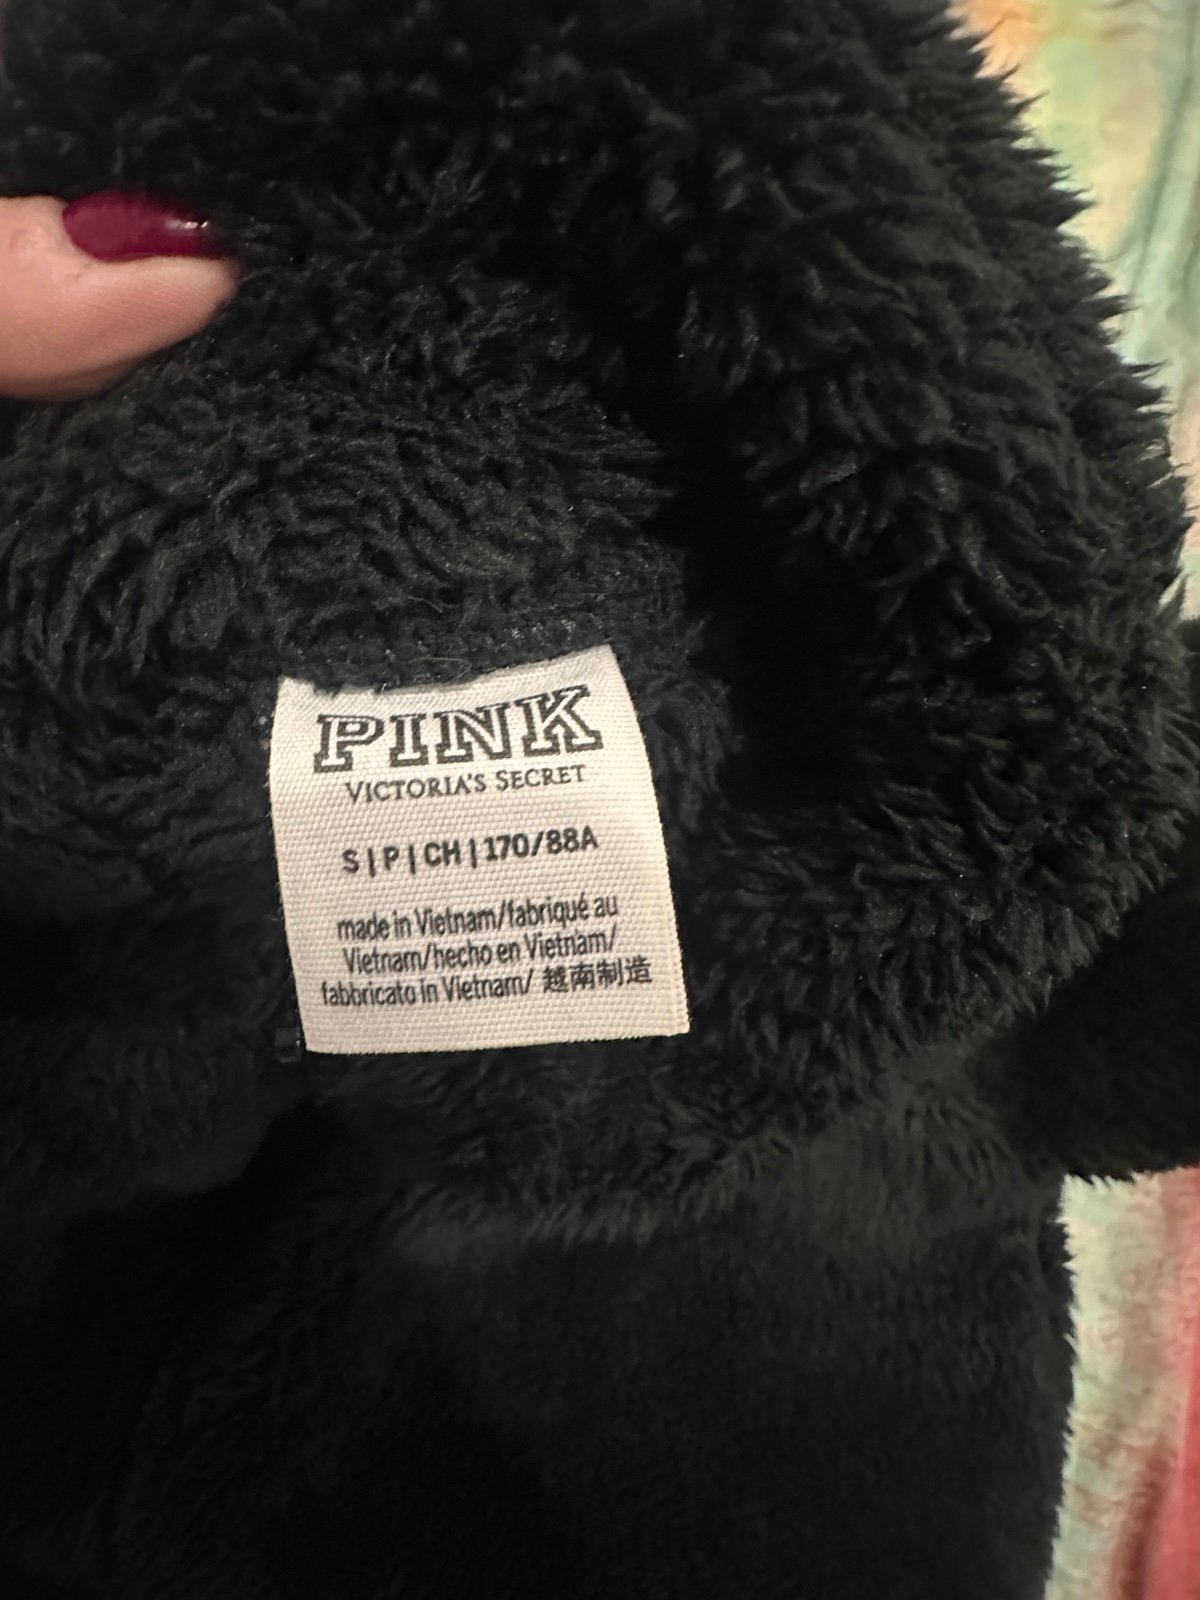 PINK
VICTORIA'S SECRET
S | P | CH | 170/88A
made in Vietnam/fabriqué au
Vietnam/hecho en Vietnam/
fabbricato in Vietnam/ 越南制造